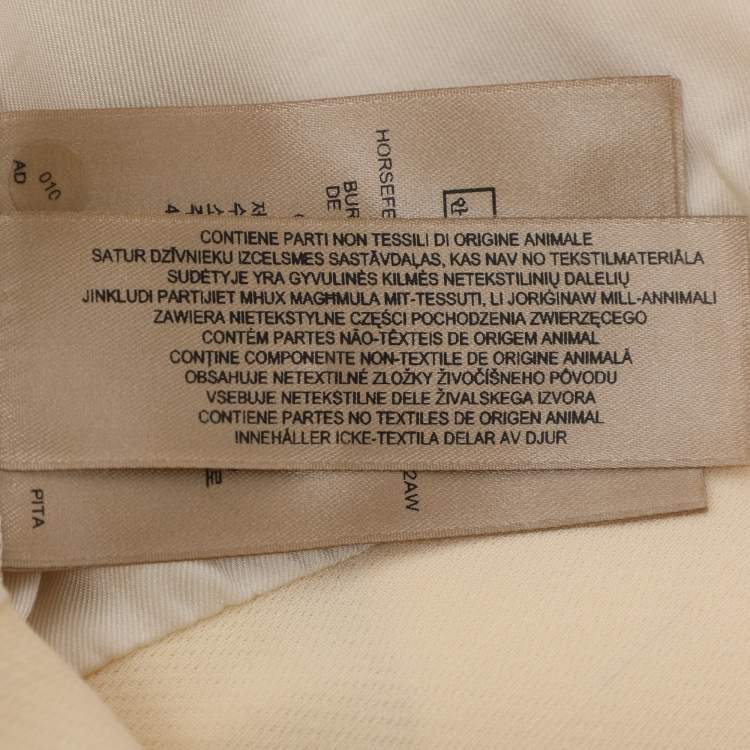 010
AD
HORSEFE
BUR
DE
CONTIENE PARTI NON TESSILI DI ORIGINE ANIMALE
SATUR DZĪVNIEKU IZCELSMES SASTĀVDAĻAS, KAS NAV NO TEKSTILMATERIĀLA
SUDĖTYJE YRA GYVULINĖS KILMĖS NETEKSTILINIŲ DALELIŲ
JINKLUDI PARTIJIET MHUX MAGHMULA MIT-TESSUTI, LI JORIĠINAW MILL-ANNIMALI
ZAWIERA NIETEKSTYLNE CZĘŚCI POCHODZENIA ZWIERZĘCEGO
CONTÉM PARTES NÃO-TÊXTEIS DE ORIGEM ANIMAL
CONŢINE COMPONENTE NON-TEXTILE DE ORIGINE ANIMALĂ
OBSAHUJE NETEXTILNÉ ZLOŽKY ŽIVOČÍŠNEHO PÔVODU
VSEBUJE NETEKSTILNE DELE ŽIVALSKEGA IZVORA
CONTIENE PARTES NO TEXTILES DE ORIGEN ANIMAL
INNEHÅLLER ICKE-TEXTILA DELAR AV DJUR
PITA
2AW